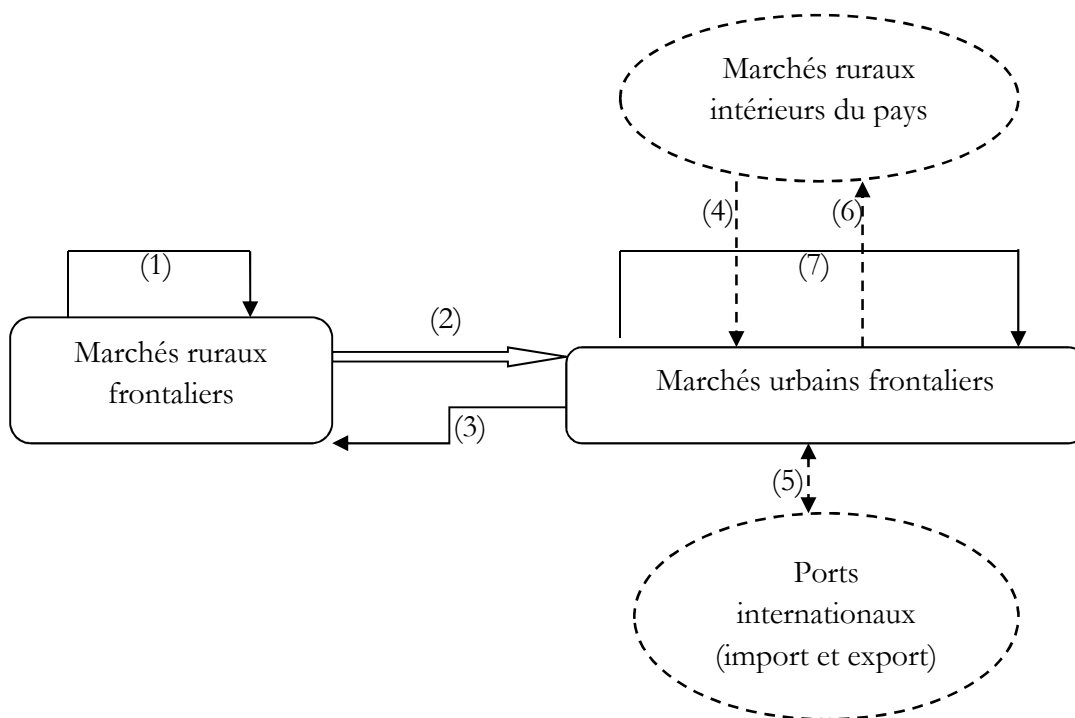 Marchés ruraux
intérieurs du pays
(4)
(6)
(1)
(7)
(2)
Marchés ruraux
frontaliers
Marchés urbains frontaliers
(3)
(5)
Ports
internationaux
(import et export)